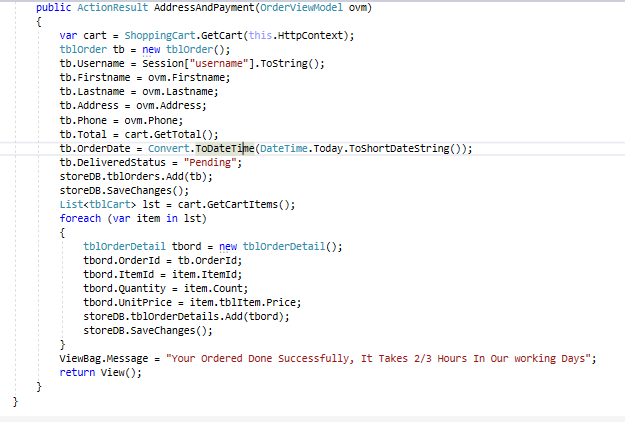 public ActionResult AddressAndPayment(OrderViewModel ovm)
{
var cart = ShoppingCart.GetCart(this.HttpContext);
tblOrder tb = new tblOrder();
tb.Username = Session["username"].ToString();
tb.Firstname = ovm.Firstname;
tb.Lastname = ovm.Lastname;
tb.Address = ovm.Address;
tb.Phone = ovm.Phone;
tb.Total = cart.GetTotal();
tb.OrderDate = Convert.ToDateTime(DateTime.Today.ToShortDateString());
tb.DeliveredStatus = "Pending";
storeDB.tblOrders.Add(tb);
storeDB.SaveChanges();
List<tblCart> lst = cart.GetCartItems();
foreach (var item in lst)
{
tblOrderDetail tbord = new tblOrderDetail();
tbord.OrderId = tb.OrderId;
tbord.ItemId = item.ItemId;
tbord.Quantity = item.Count;
tbord.UnitPrice = item.tblItem.Price;
storeDB.tblOrderDetails.Add(tbord);
storeDB.SaveChanges();
}
ViewBag.Message = "Your Ordered Done Successfully, It Takes 2/3 Hours In Our working Days";
return View();
}
}